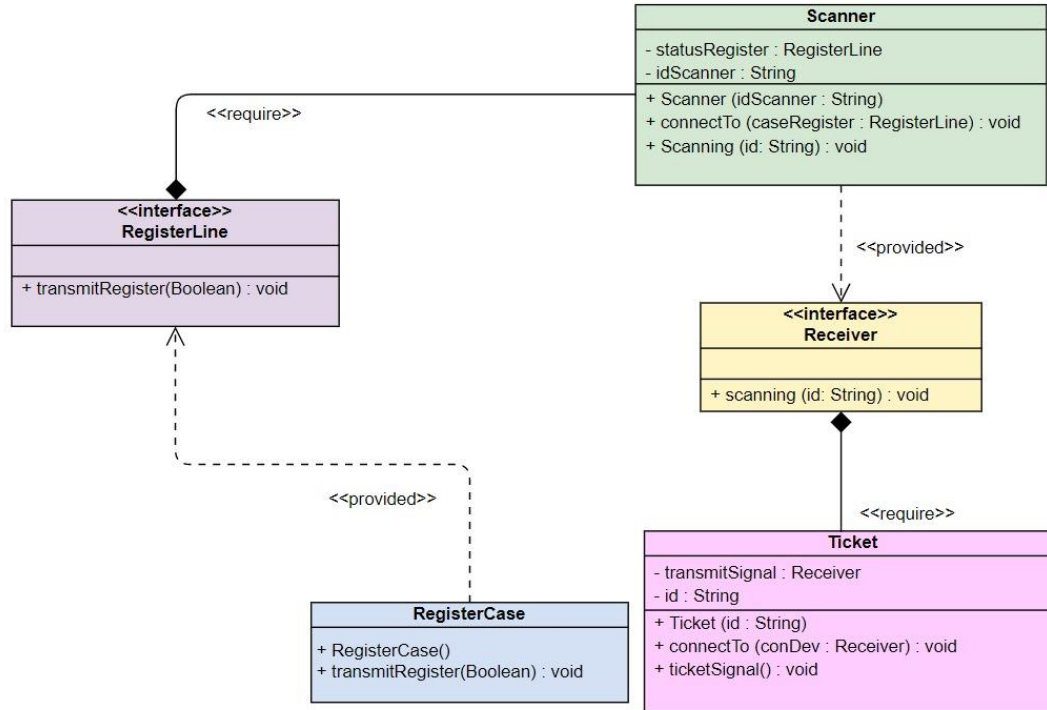 Scanner
- statusRegister : RegisterLine
- idScanner : String
+ Scanner (idScanner : String)
+ connectTo (caseRegister : RegisterLine) : void
+ Scanning (id: String) : void
<<require>>
<<interface>>
RegisterLine
+ transmitRegister(Boolean) : void
<<provided>>
<<interface>>
Receiver
+ scanning (id: String) : void
<<provided>>
<<require>>
Ticket
- transmitSignal : Receiver
- id : String
+ Ticket (id : String)
+ connectTo (conDev : Receiver) : void
+ ticketSignal() : void
RegisterCase
+ RegisterCase()
+ transmitRegister(Boolean) : void